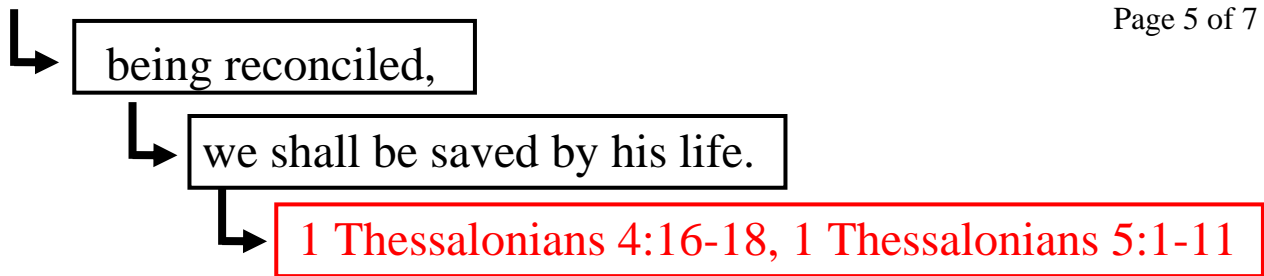 Page 5 of 7
being reconciled,
we shall be saved by his life.
1 Thessalonians 4:16-18, 1 Thessalonians 5:1-11